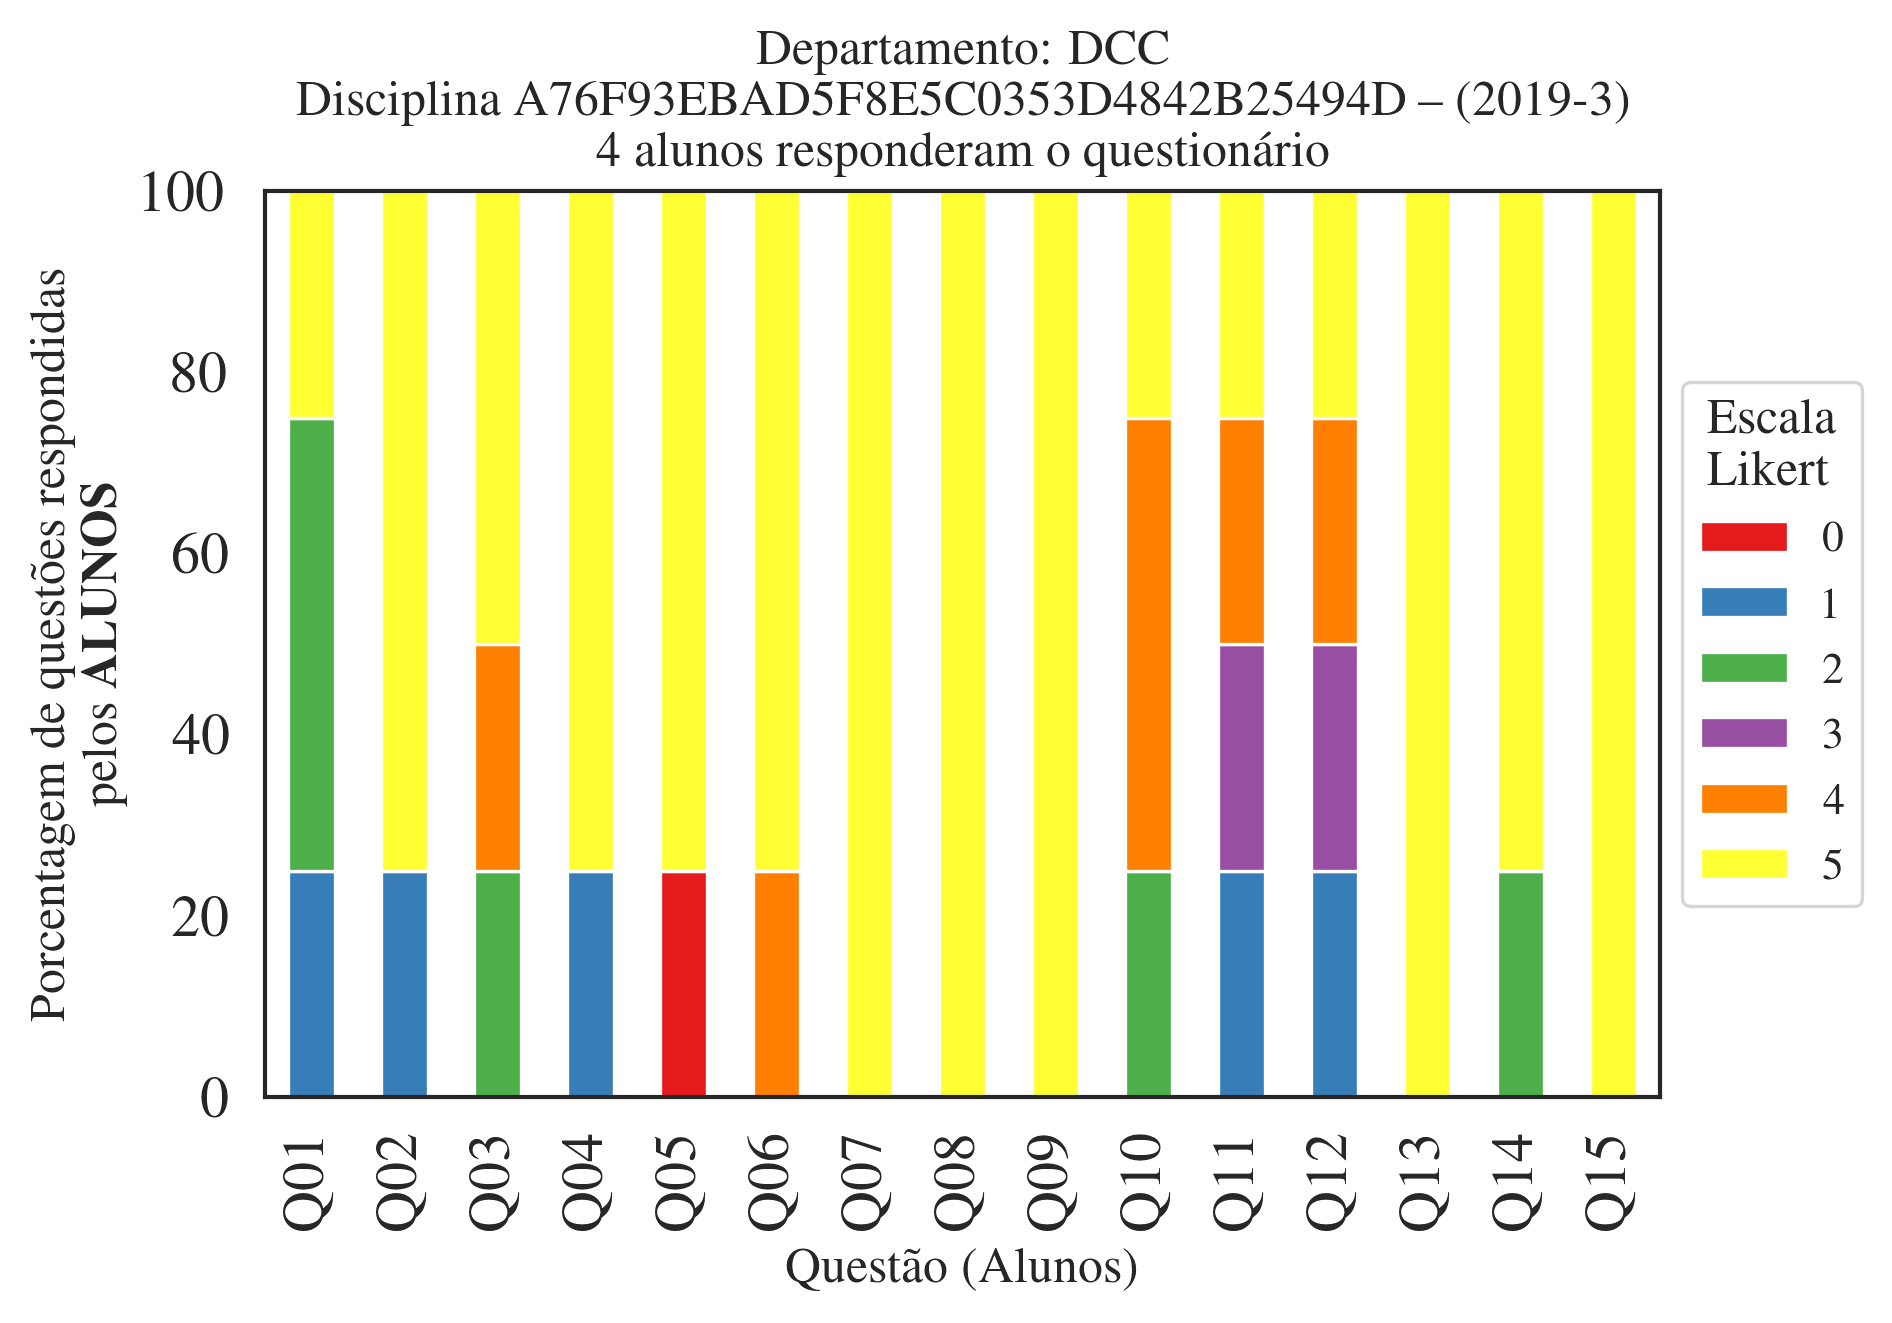 Departamento: DCC
Disciplina A76F93EBAD5F8E5C0353D4842B25494D – (2019-3)
4 alunos responderam o questionário
Porcentagem de questões respondidas
pelos ALUNOS
100
80
60
40
20
0
Q01
Q02
Q03
Q04
Q05
Q06
Q07
Q08
Q09
Q10
Q11
Q12
Q13
Q14
Q15
Questão (Alunos)
Escala
Likert
0
1
2
3
4
5